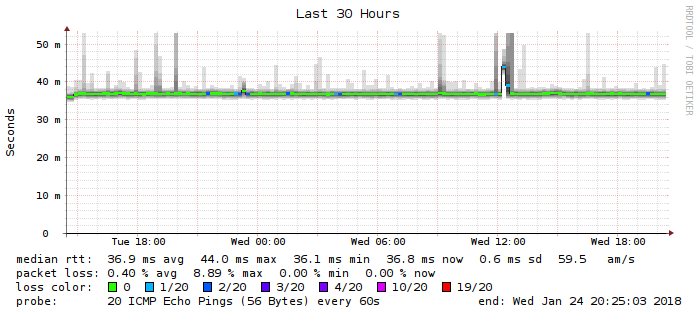 Last 30 Hours
RRDTOOL / TOBI OETIKER
Seconds
50 m
40 m
30 m
20 m
10 m
0
Tue 18:00 Wed 00:00 Wed 06:00 Wed 12:00 Wed 18:00
median rtt: 36.9 ms avg 44.0 ms max 36.1 ms min 36.8 ms now 0.6 ms sd 59.5 am/s
packet loss: 0.40 % avg 8.89 % max 0.00 % min 0.00 % now
loss color: 0 1/20 2/20 3/20 4/20 10/20 19/20
probe: 20 ICMP Echo Pings (56 Bytes) every 60s end: Wed Jan 24 20:25:03 2018